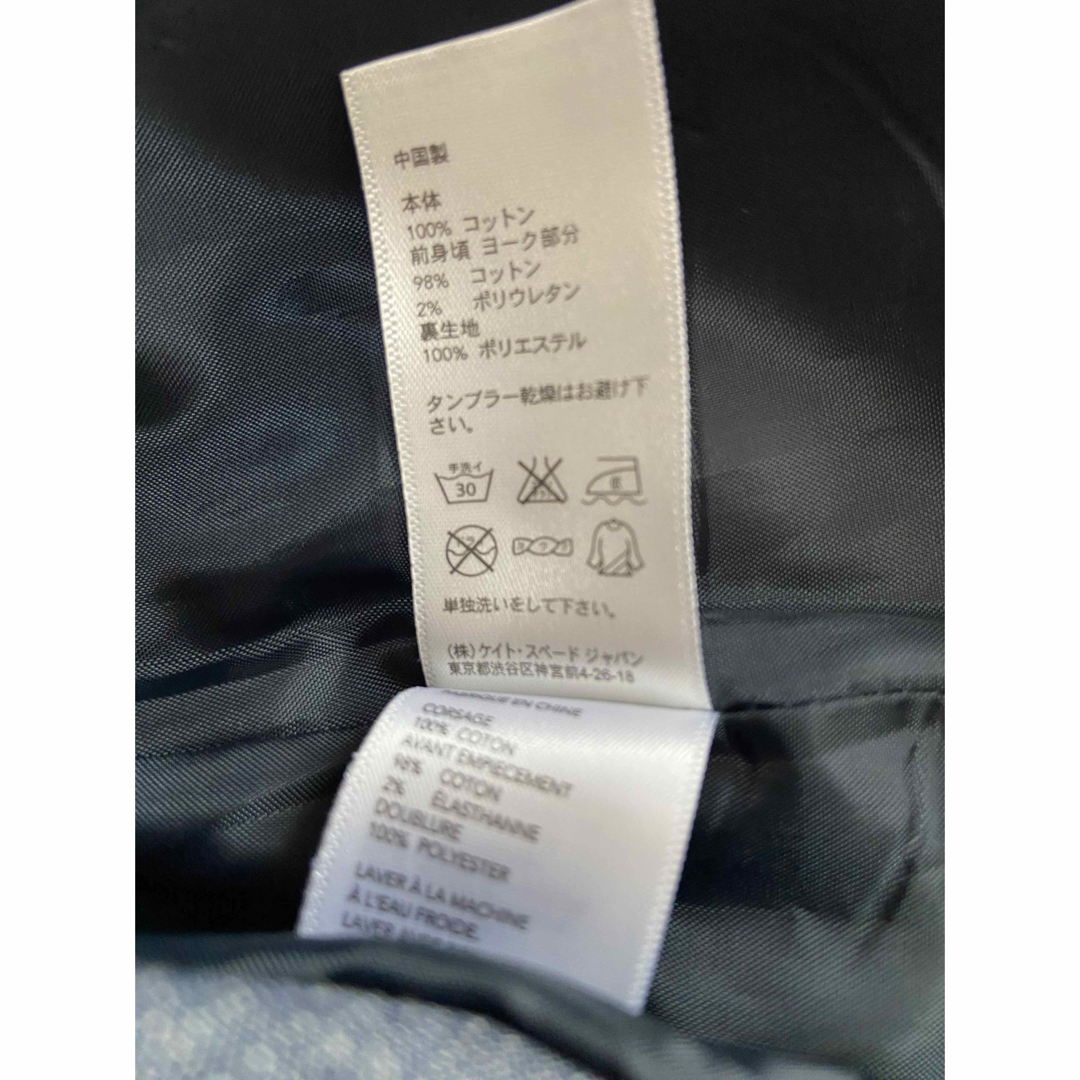 中国製
本体
100% コットン
前身頃 ヨーク部分
98% コットン
2% ポリウレタン
裏生地
100% ポリエステル
タンブラー乾燥はお避け下
さい。
手洗イ
30
単独洗いをして下さい。
(株)ケイト・スペード ジャパン
東京都渋谷区神宮前4-26-18
EN CHINE
CORSAGE
100% COTON
AVANT EMPIECEMENT
98% COTON
2% ÉLASTHANNE
DOUBLURE
100% POLYESTER
LAVER À LA MACHINE
À L'EAU FROIDE.
LAVER